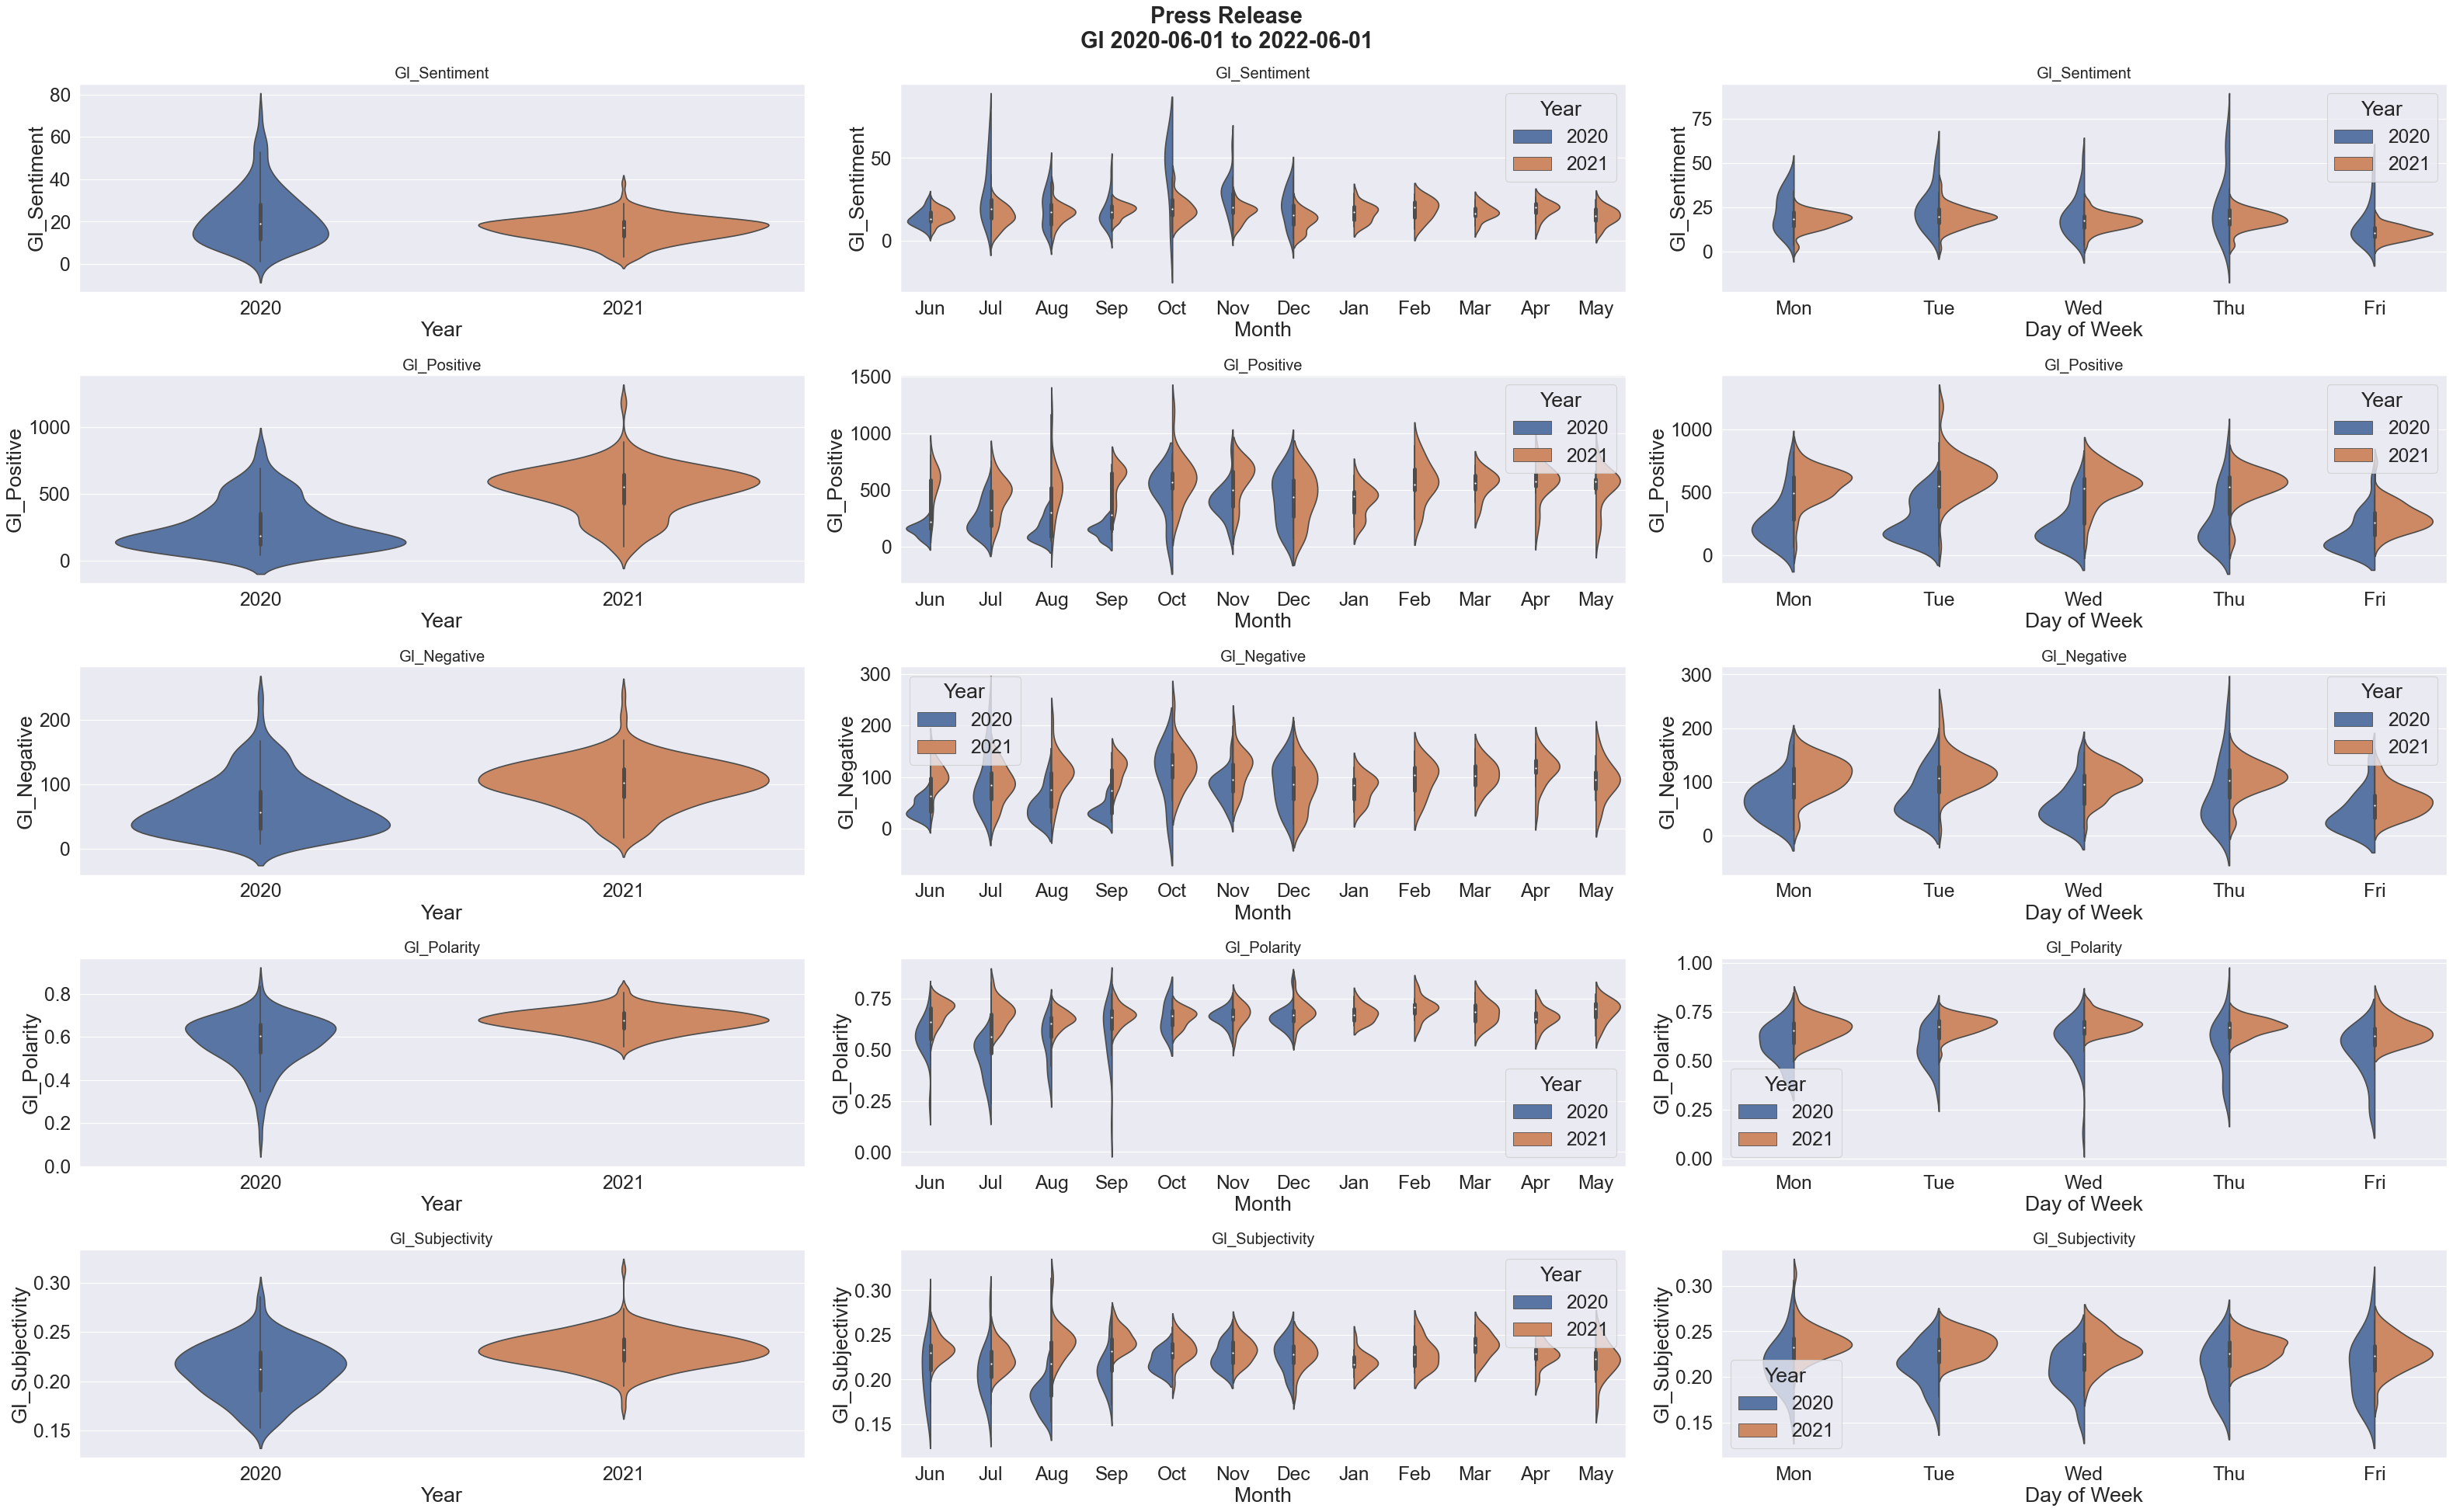 Press Release
GI 2020-06-01 to 2022-06-01
GI_Sentiment
80
60
40
20
0
GI_Sentiment
2020 2021
Year
GI_Sentiment
50
0
GI_Sentiment
Year
2020
2021
Jun Jul Aug Sep Oct Nov Dec Jan Feb Mar Apr May
Month
GI_Sentiment
75
50
25
0
GI_Sentiment
Year
2020
2021
Mon Tue Wed Thu Fri
Day of Week
GI_Positive
1000
500
0
GI_Positive
2020 2021
Year
GI_Positive
1500
1000
500
0
GI_Positive
Year
2020
2021
Jun Jul Aug Sep Oct Nov Dec Jan Feb Mar Apr May
Month
GI_Positive
1000
500
0
GI_Positive
Year
2020
2021
Mon Tue Wed Thu Fri
Day of Week
GI_Negative
200
100
0
GI_Negative
2020 2021
Year
GI_Negative
300
200
100
0
GI_Negative
Year
2020
2021
Jun Jul Aug Sep Oct Nov Dec Jan Feb Mar Apr May
Month
GI_Negative
300
200
100
0
GI_Negative
Year
2020
2021
Mon Tue Wed Thu Fri
Day of Week
GI_Polarity
0.8
0.6
0.4
0.2
0.0
GI_Polarity
2020 2021
Year
GI_Polarity
0.75
0.50
0.25
0.00
GI_Polarity
Year
2020
2021
Jun Jul Aug Sep Oct Nov Dec Jan Feb Mar Apr May
Month
GI_Polarity
1.00
0.75
0.50
0.25
0.00
GI_Polarity
Year
2020
2021
Mon Tue Wed Thu Fri
Day of Week
GI_Subjectivity
0.30
0.25
0.20
0.15
GI_Subjectivity
2020 2021
Year
GI_Subjectivity
0.30
0.25
0.20
0.15
GI_Subjectivity
Year
2020
2021
Jun Jul Aug Sep Oct Nov Dec Jan Feb Mar Apr May
Month
GI_Subjectivity
0.30
0.25
0.20
0.15
GI_Subjectivity
Year
2020
2021
Mon Tue Wed Thu Fri
Day of Week